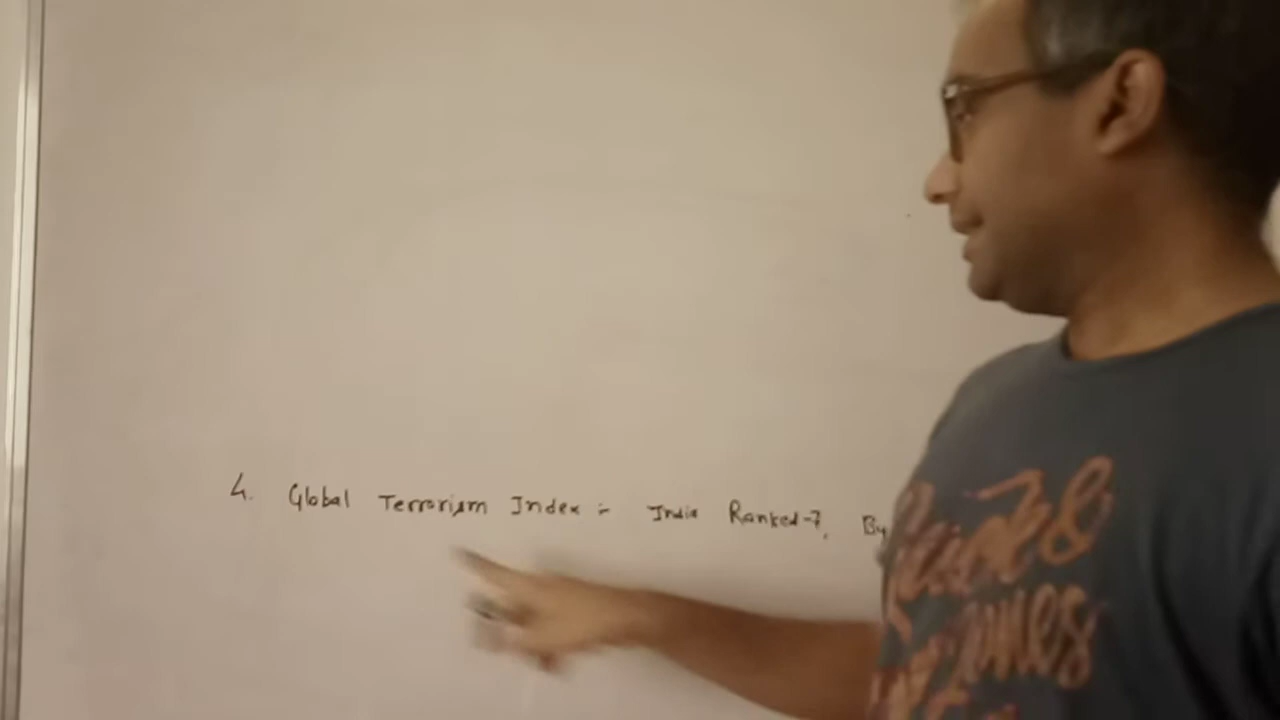 4. Global Terrorism Index :- India Ranked-7, By